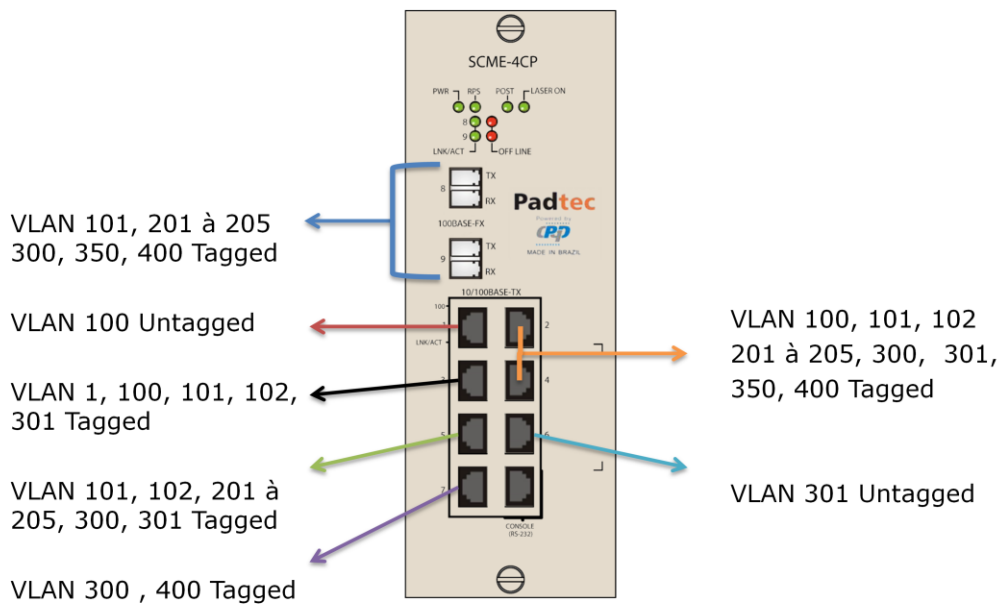 SCME-4CP
PWR
RPS
POST
LASER ON
8
9
LNK/ACT
OFF LINE
8
TX
RX
100BASE-FX
9
TX
RX
Padtec
Powered by
CPqD
MADE IN BRAZIL
10/100BASE-TX
100
1
2
LNK/ACT
3
4
5
6
7
CONSOLE
(RS-232)
VLAN 101, 201 à 205
300, 350, 400 Tagged
VLAN 100 Untagged
VLAN 1, 100, 101, 102,
301 Tagged
VLAN 101, 102, 201 à
205, 300, 301 Tagged
VLAN 300 , 400 Tagged
VLAN 100, 101, 102
201 à 205, 300, 301,
350, 400 Tagged
VLAN 301 Untagged